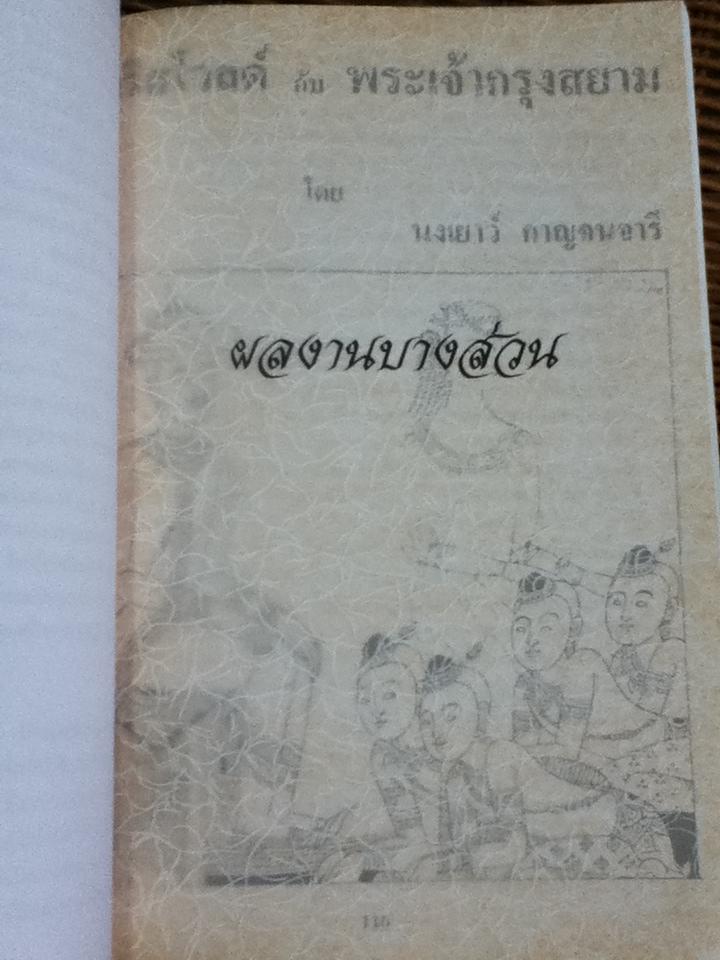 กับ พระเจ้ากรุงสยาม
โดย
นงเยาว์ กาญจนจารี
ผลงานบางส่วน